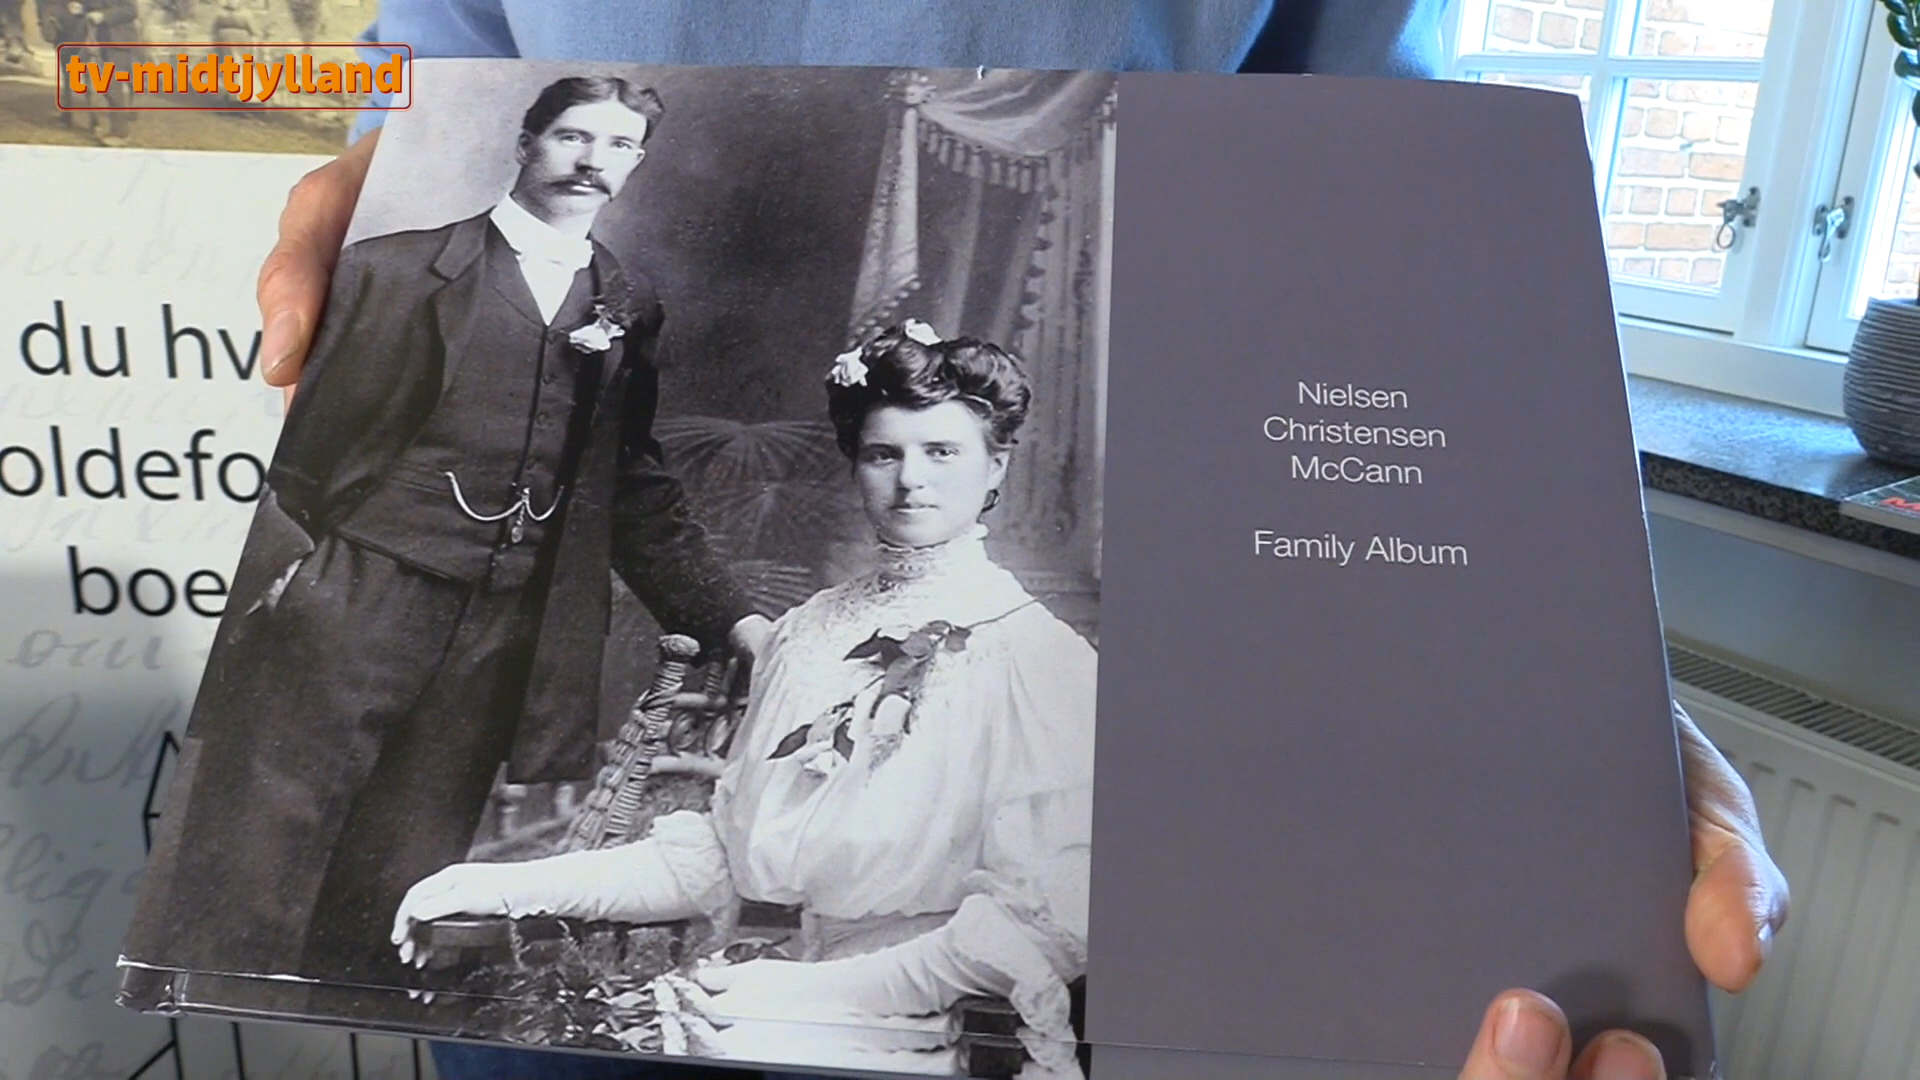 tv-midtjylland
du hv
oldefo
boe
Nielsen
Christensen
McCann
Family Album